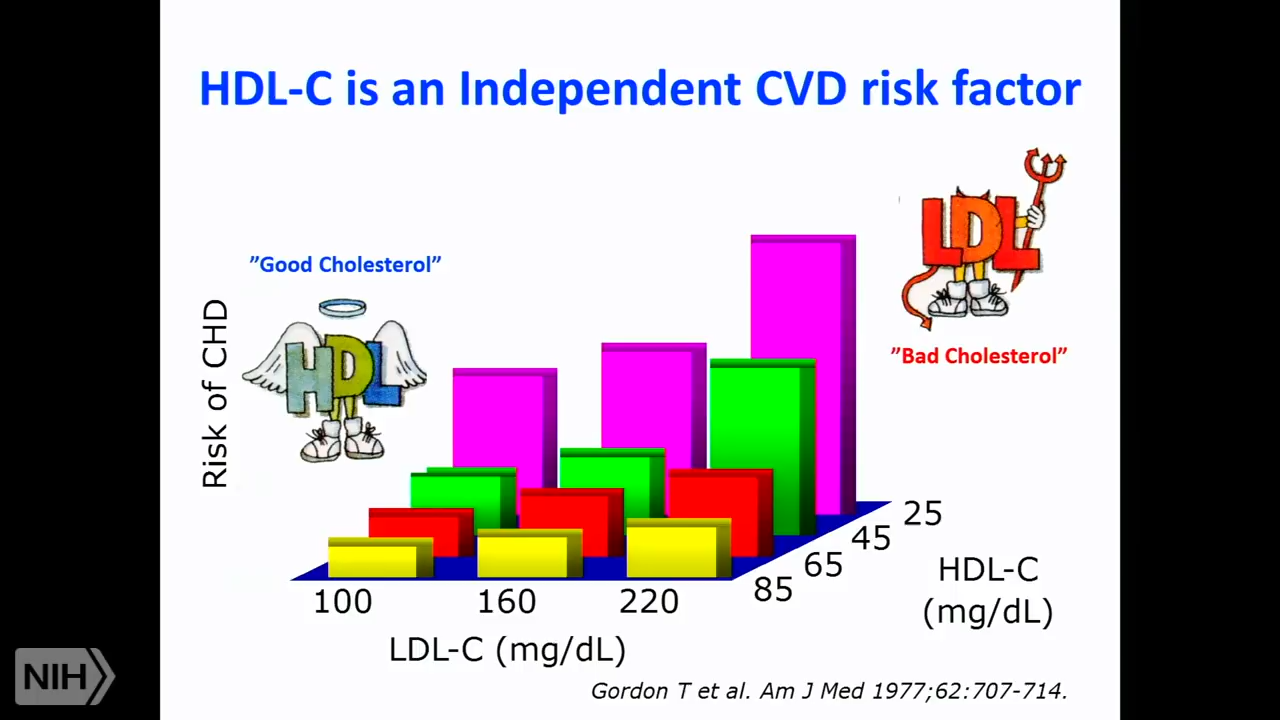 HDL-C is an Independent CVD risk factor
LDL
”Good Cholesterol”
HDL
”Bad Cholesterol”
Risk of CHD
25
45
65
85
HDL-C
(mg/dL)
100 160 220
LDL-C (mg/dL)
NIH
Gordon T et al. Am J Med 1977;62:707-714.